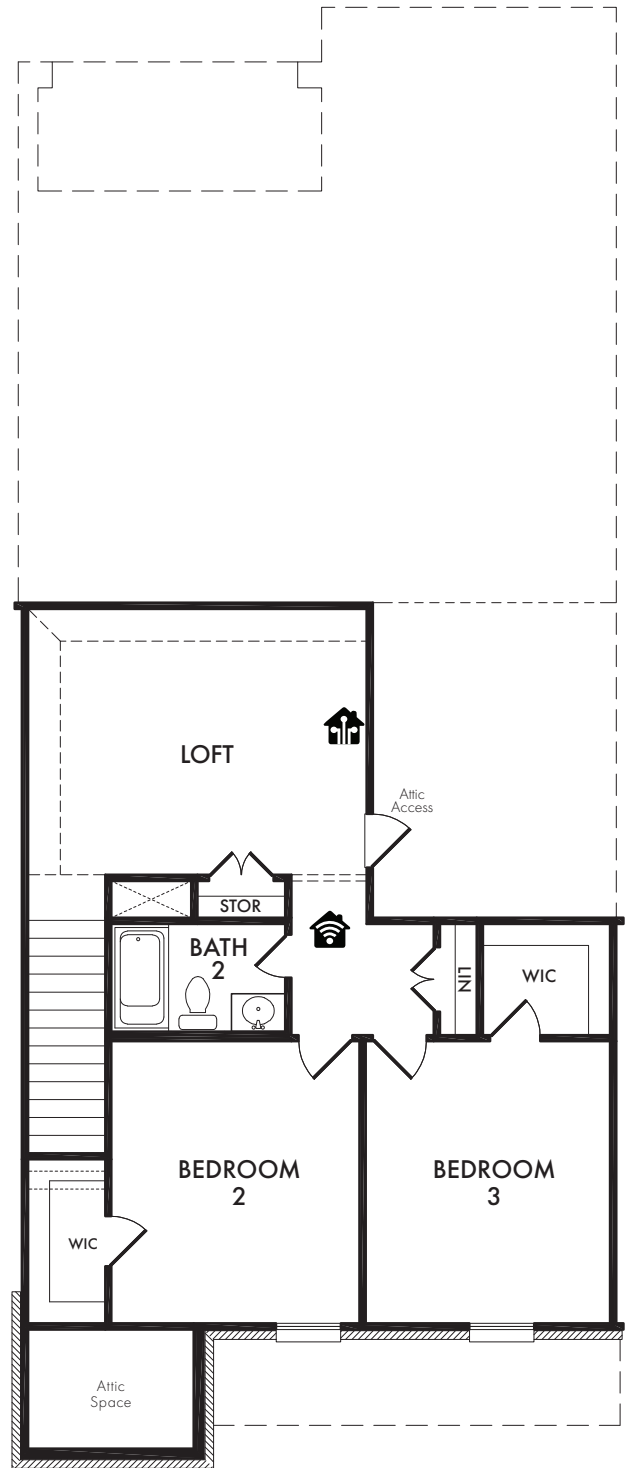 LOFT
Attic
Access
STOR
BATH
2
LIN
WIC
BEDROOM
2
BEDROOM
3
WIC
Attic
Space